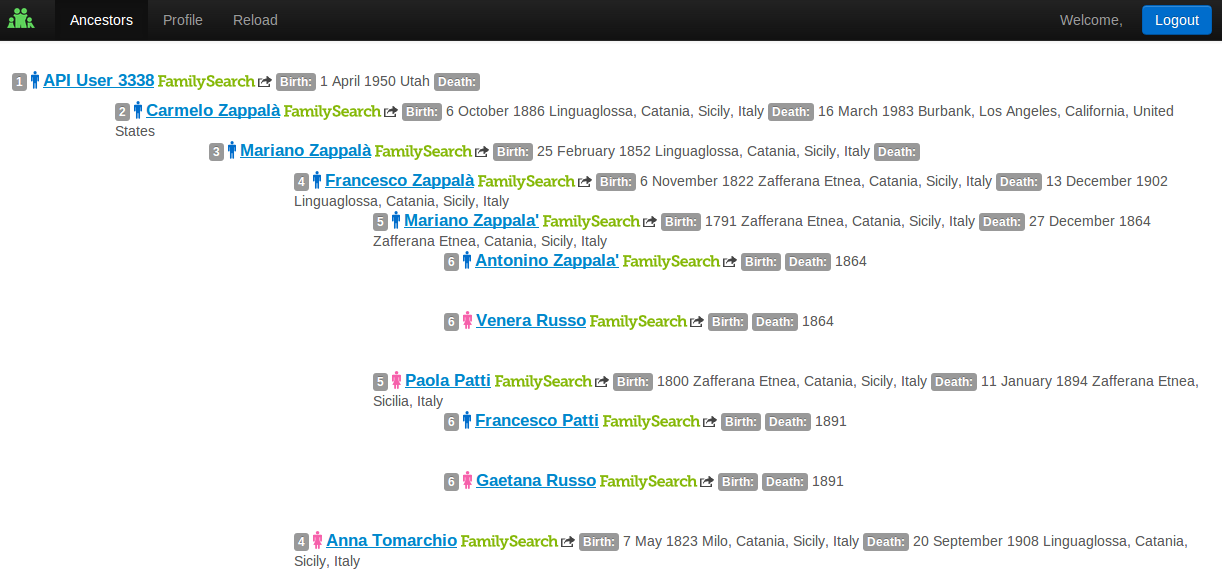 Ancestors Profile Reload Welcome, Logout
1 API User 3338 FamilySearch Birth: 1 April 1950 Utah Death:
2 Carmelo Zappalà FamilySearch Birth: 6 October 1886 Linguaglossa, Catania, Sicily, Italy Death: 16 March 1983 Burbank, Los Angeles, California, United
States
3 Mariano Zappalà FamilySearch Birth: 25 February 1852 Linguaglossa, Catania, Sicily, Italy Death:
4 Francesco Zappalà FamilySearch Birth: 6 November 1822 Zafferana Etnea, Catania, Sicily, Italy Death: 13 December 1902
Linguaglossa, Catania, Sicily, Italy
5 Mariano Zappala' FamilySearch Birth: 1791 Zafferana Etnea, Catania, Sicily, Italy Death: 27 December 1864
Zafferana Etnea, Catania, Sicily, Italy
6 Antonino Zappala' FamilySearch Birth: Death: 1864
6 Venera Russo FamilySearch Birth: Death: 1864
5 Paola Patti FamilySearch Birth: 1800 Zafferana Etnea, Catania, Sicily, Italy Death: 11 January 1894 Zafferana Etnea,
Sicilia, Italy
6 Francesco Patti FamilySearch Birth: Death: 1891
6 Gaetana Russo FamilySearch Birth: Death: 1891
4 Anna Tomarchio FamilySearch Birth: 7 May 1823 Milo, Catania, Sicily, Italy Death: 20 September 1908 Linguaglossa, Catania,
Sicily, Italy